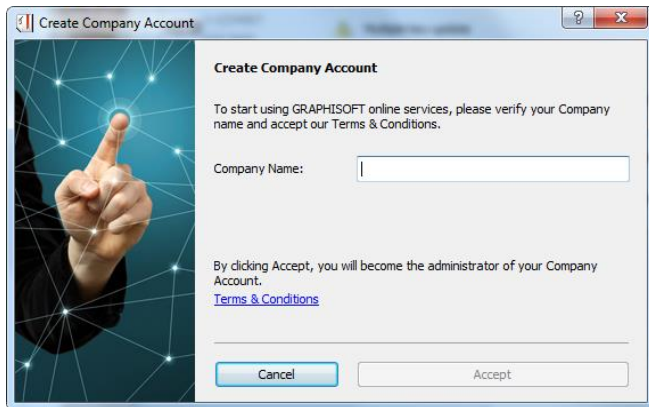 Create Company Account
Create Company Account
To start using GRAPHISOFT online services, please verify your Company
name and accept our Terms & Conditions.
Company Name:
By clicking Accept, you will become the administrator of your Company
Account.
Terms & Conditions
Cancel Accept